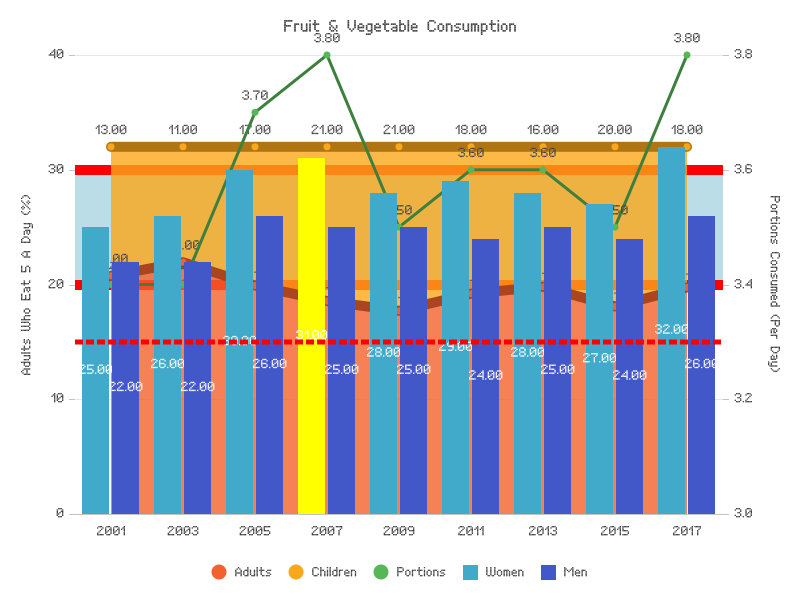 Fruit & Vegetable Consumption
3.80 3.80
40 3.8
3.70
13.00 11.00 17.00 21.00 21.00 18.00 16.00 20.00 18.00
3.60 3.60
30 3.6
Adults Who Eat 5 A Day (%)
Portions Consumed (Per Day)
20 3.4
31.00
30.00 32.00
29.00
28.00 28.00
27.00
26.00 26.00 26.00
25.00 25.00 25.00 25.00
24.00 24.00
22.00 22.00
10 3.2
0 3.0
2001 2003 2005 2007 2009 2011 2013 2015 2017
Adults Children Portions Women Men